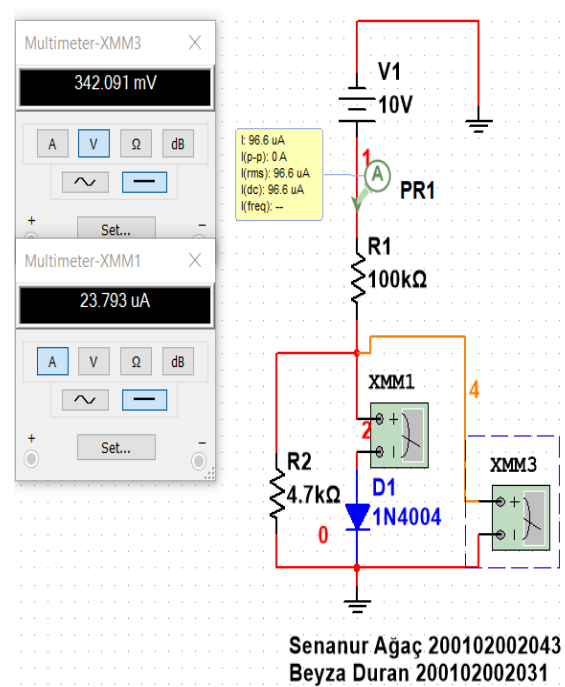 Multimeter-XMM3
342.091 mV
A V Ω dB
+ Set... -
Multimeter-XMM1
23.793 uA
A V Ω dB
+ Set... -
V1
10V
I: 96.6 uA
I(p-p): 0 A
I(rms): 96.6 uA
I(dc): 96.6 uA
I(freq): --
1
A
PR1
R1
100kΩ
XMM1
4
2
XMM3
R2
4.7kΩ
D1
1N4004
0
Senanur Ağaç 200102002043
Beyza Duran 200102002031